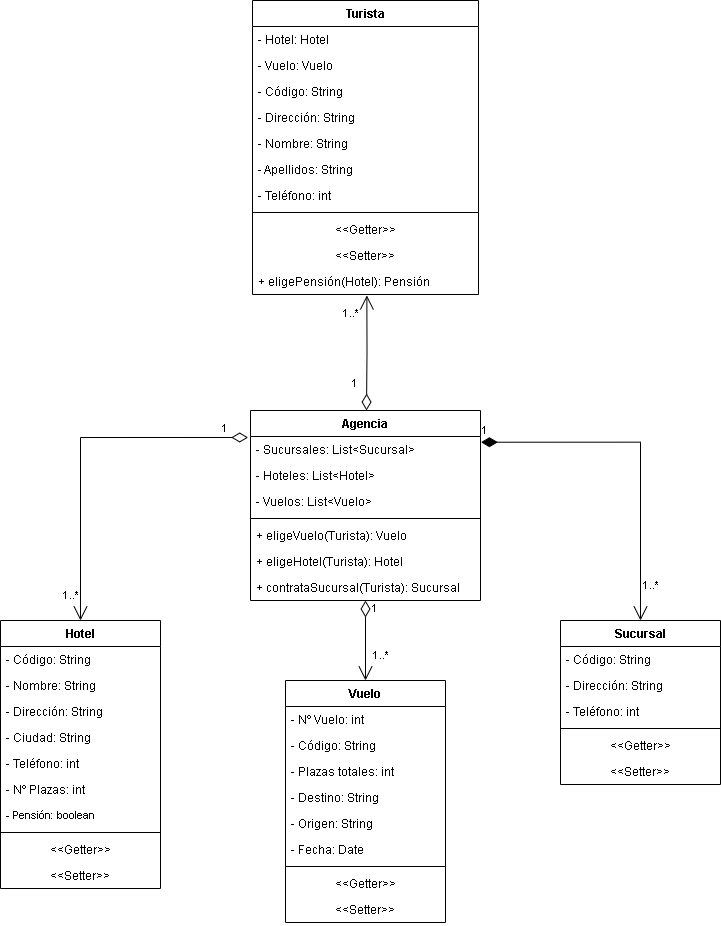 Turista
- Hotel: Hotel
- Vuelo: Vuelo
- Código: String
- Dirección: String
- Nombre: String
- Apellidos: String
- Teléfono: int
<<Getter>>
<<Setter>>
+ eligePensión(Hotel): Pensión
1..*
1
Agencia
- Sucursales: List<Sucursal>
- Hoteles: List<Hotel>
- Vuelos: List<Vuelo>
+ eligeVuelo(Turista): Vuelo
+ eligeHotel(Turista): Hotel
+ contrataSucursal(Turista): Sucursal
1
1
1
1..*
1..*
1..*
Hotel
- Código: String
- Nombre: String
- Dirección: String
- Ciudad: String
- Teléfono: int
- Nº Plazas: int
- Pensión: boolean
<<Getter>>
<<Setter>>
Vuelo
- Nº Vuelo: int
- Código: String
- Plazas totales: int
- Destino: String
- Origen: String
- Fecha: Date
<<Getter>>
<<Setter>>
Sucursal
- Código: String
- Dirección: String
- Teléfono: int
<<Getter>>
<<Setter>>